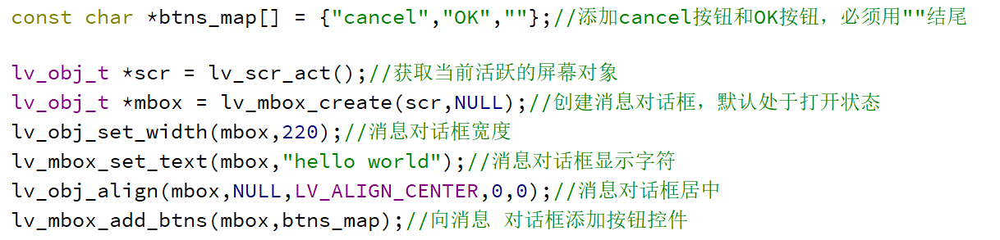 const char *btns_map[] = {"cancel","OK",""};//添加cancel按钮和OK按钮，必须用""结尾
lv_obj_t *scr = lv_scr_act();//获取当前活跃的屏幕对象
lv_obj_t *mbox = lv_mbox_create(scr,NULL);//创建消息对话框，默认处于打开状态
lv_obj_set_width(mbox,220);//消息对话框宽度
lv_mbox_set_text(mbox,"hello world");//消息对话框显示字符
lv_obj_align(mbox,NULL,LV_ALIGN_CENTER,0,0);//消息对话框居中
lv_mbox_add_btns(mbox,btns_map);//向消息 对话框添加按钮控件